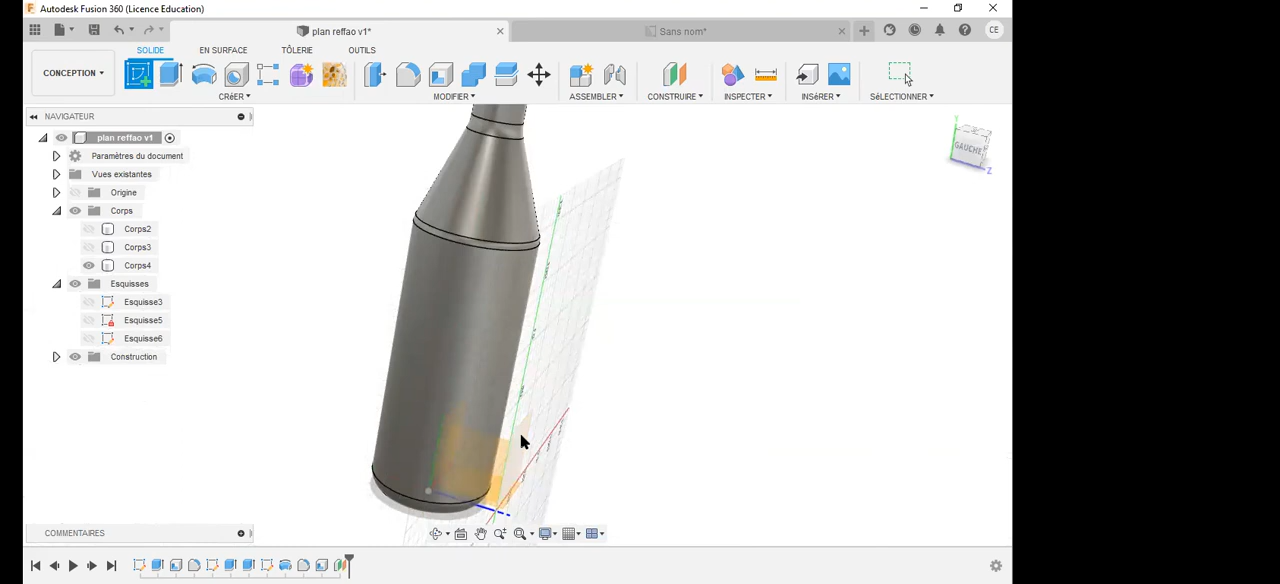 Autodesk Fusion 360 (Licence Education)
plan reffao v1*
Sans nom*
CE
SOLIDE
EN SURFACE
TÔLERIE
OUTILS
CONCEPTION
CRÉER
MODIFIER
ASSEMBLER
CONSTRUIRE
INSPECTER
INSÉRER
SÉLECTIONNER
NAVIGATEUR
plan reffao v1
Paramètres du document
Vues existantes
Origine
Corps
Corps2
Corps3
Corps4
Esquisses
Esquisse3
Esquisse5
Esquisse6
Construction
Y
GAUCHE
Z
COMMENTAIRES